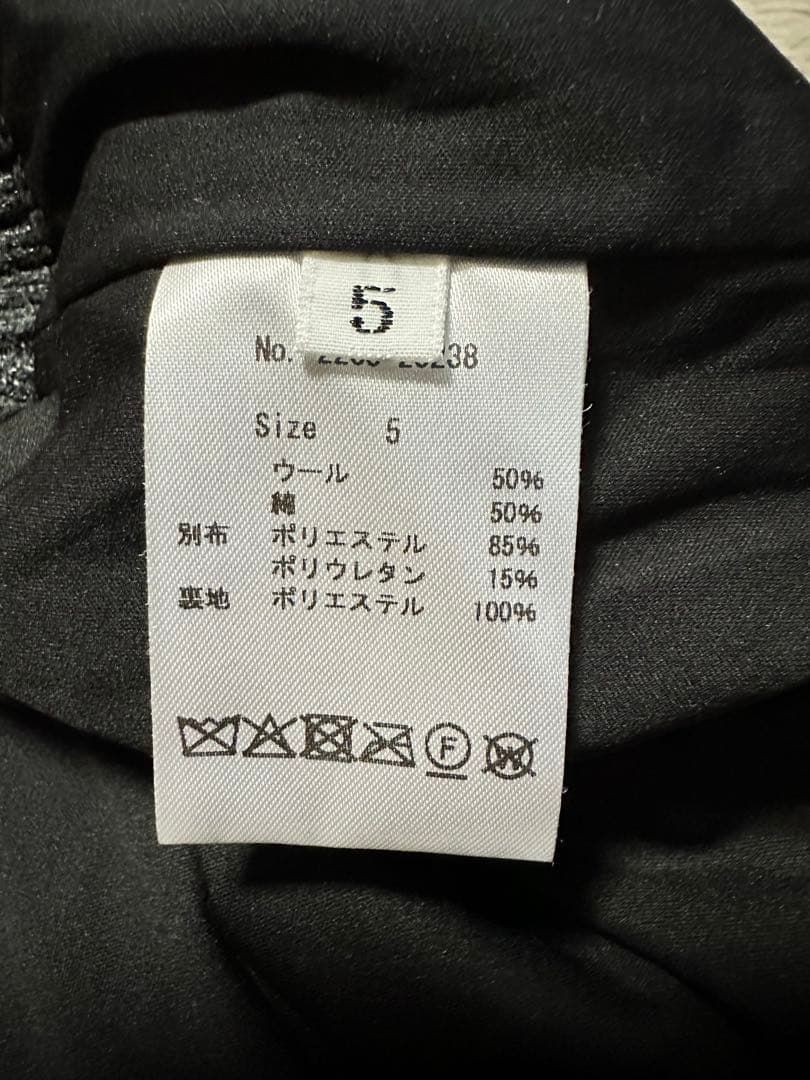 5
No.
Size 5
ウール 50%
綿 50%
別布 ポリエステル 85%
ポリウレタン 15%
裏地 ポリエステル 100%
F
W